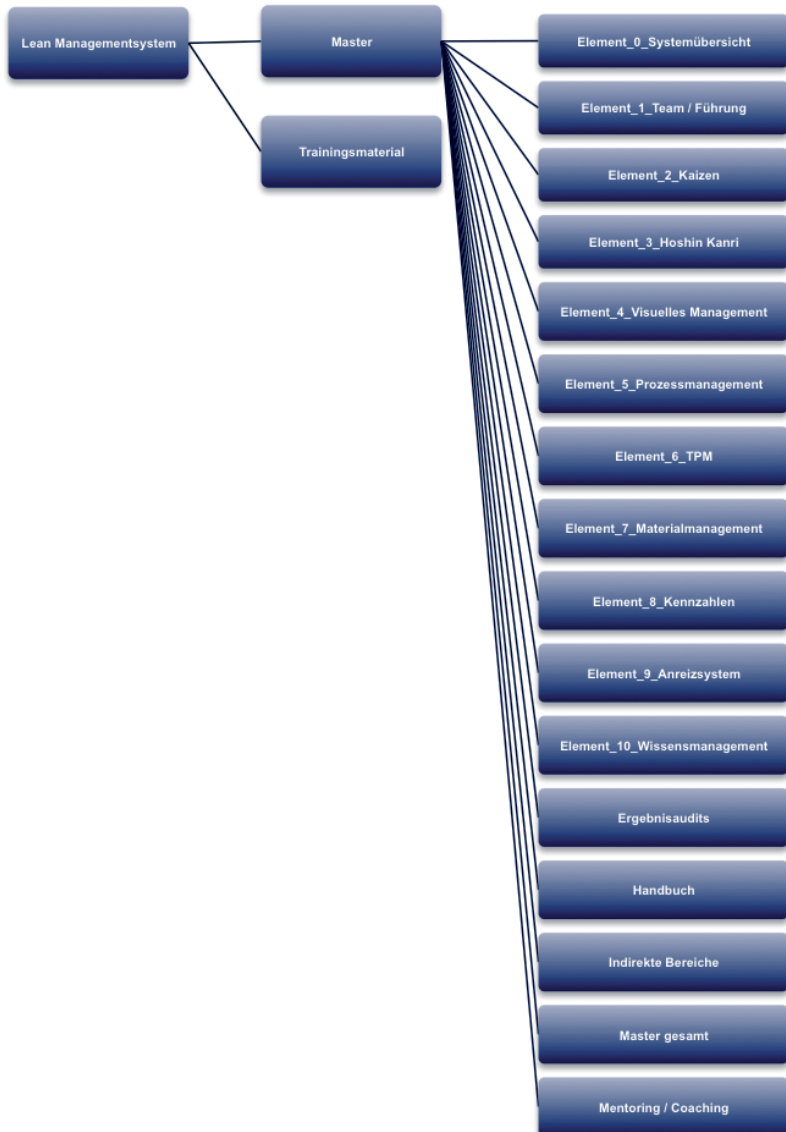 Lean Managementsystem
Master
Trainingsmaterial
Element_0_Systemübersicht
Element_1_Team / Führung
Element_2_Kaizen
Element_3_Hoshin Kanri
Element_4_Visuelles Management
Element_5_Prozessmanagement
Element_6_TPM
Element_7_Materialmanagement
Element_8_Kennzahlen
Element_9_Anreizsystem
Element_10_Wissensmanagement
Ergebnisaudits
Handbuch
Indirekte Bereiche
Master gesamt
Mentoring / Coaching